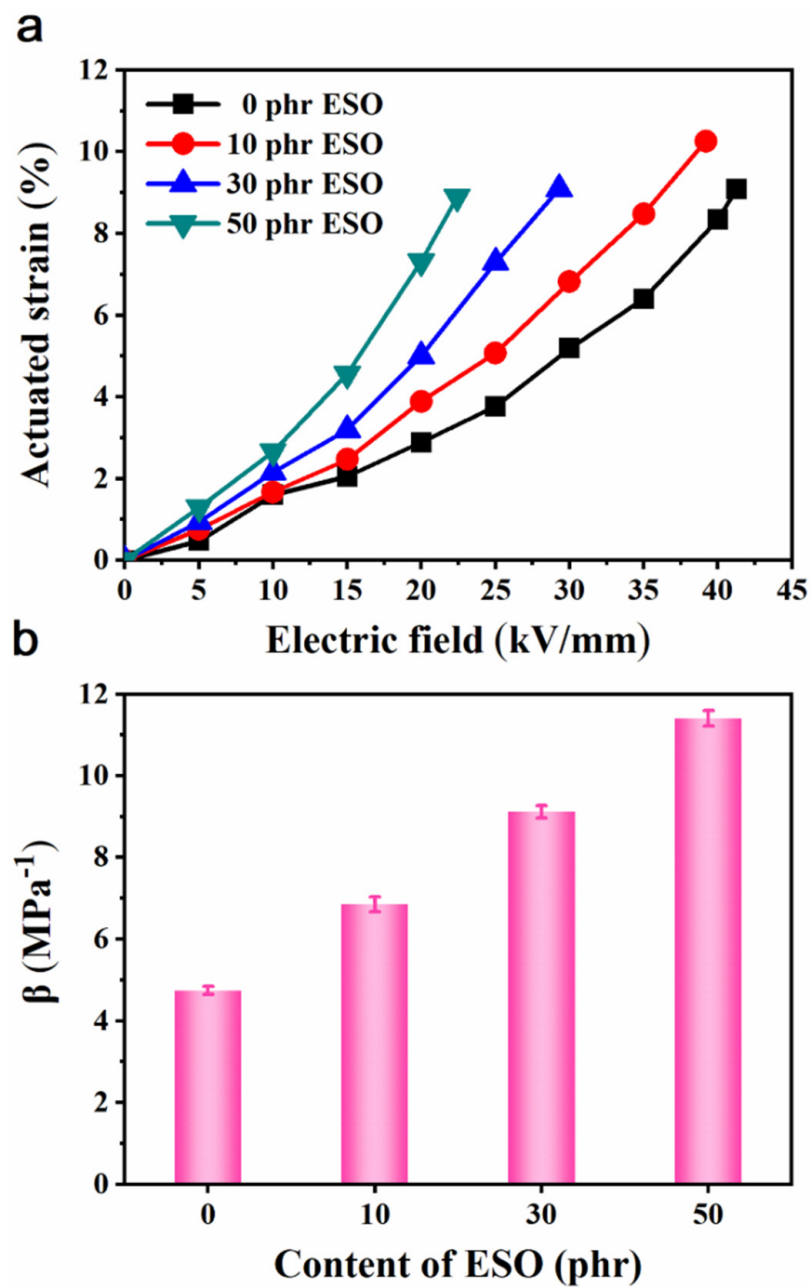 a
12
10
8
6
4
2
0
Actuated strain (%)
0 phr ESO
10 phr ESO
30 phr ESO
50 phr ESO
0 5 10 15 20 25 30 35 40 45
Electric field (kV/mm)
b
12
10
8
6
4
2
0
β (MPa⁻¹)
0 10 30 50
Content of ESO (phr)